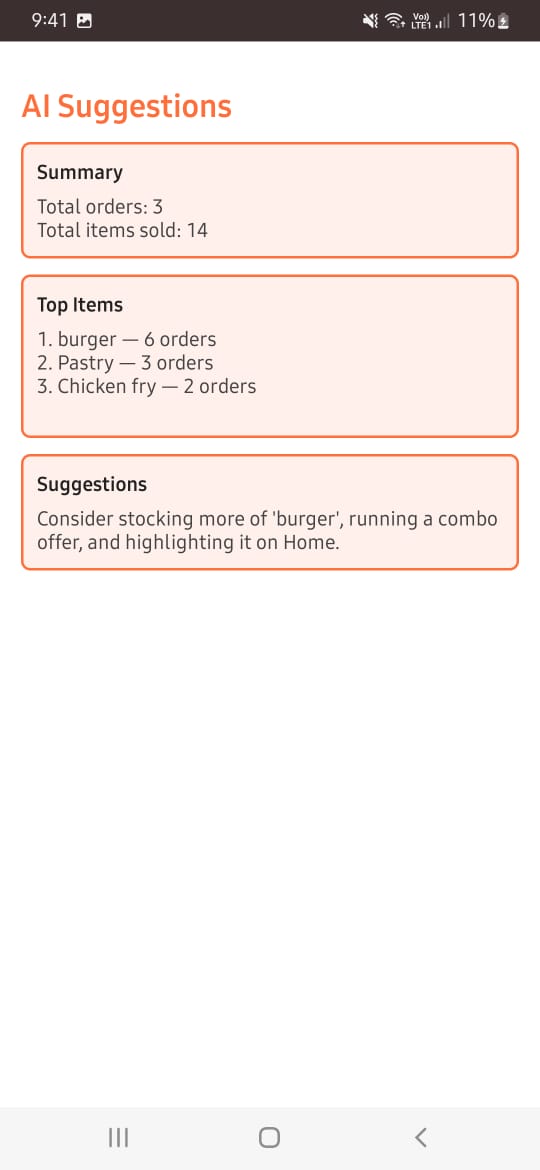 9:41
Vo)) LTE1 11%
AI Suggestions
Summary
Total orders: 3
Total items sold: 14
Top Items
1. burger — 6 orders
2. Pastry — 3 orders
3. Chicken fry — 2 orders
Suggestions
Consider stocking more of 'burger', running a combo
offer, and highlighting it on Home.